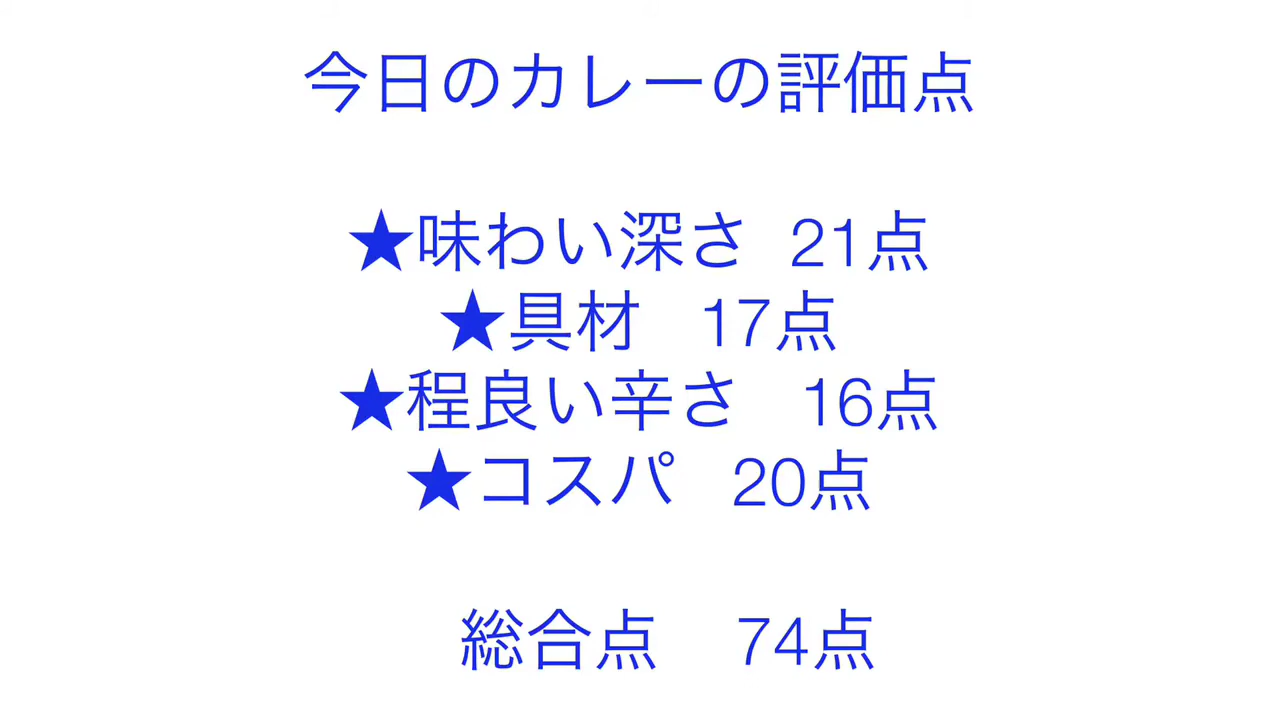 今日のカレーの評価点
★味わい深さ 21点
★具材 17点
★程良い辛さ 16点
★コスパ 20点
総合点 74点